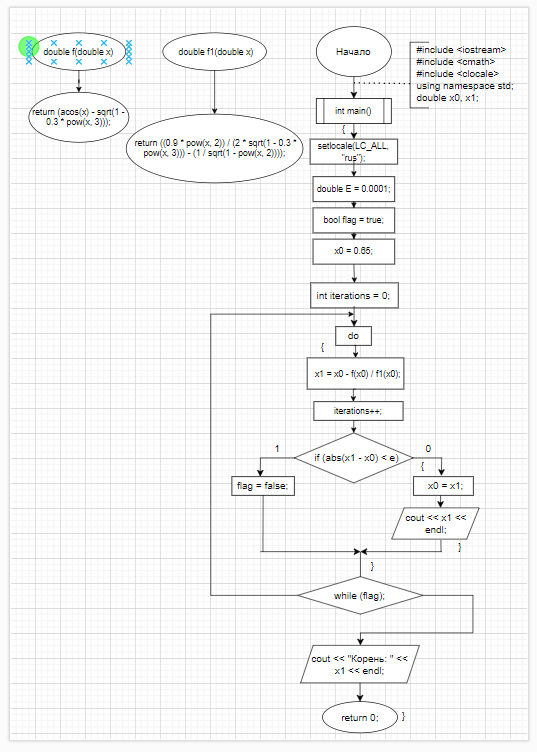 double f(double x)
return (acos(x) - sqrt(1 -
0.3 * pow(x, 3)));
double f1(double x)
return ((0.9 * pow(x, 2)) / (2 * sqrt(1 - 0.3 *
pow(x, 3))) - (1 / sqrt(1 - pow(x, 2))));
Начало
#include <iostream>
#include <cmath>
#include <clocale>
using namespace std;
double x0, x1;
int main()
{
setlocale(LC_ALL,
"rus");
double E = 0.0001;
bool flag = true;
x0 = 0.65;
int iterations = 0;
do
{
x1 = x0 - f(x0) / f1(x0);
iterations++;
if (abs(x1 - x0) < e)
1
0
{
flag = false;
x0 = x1;
cout << x1 <<
endl;
}
}
while (flag);
cout << "Корень: " <<
x1 << endl;
return 0;
}